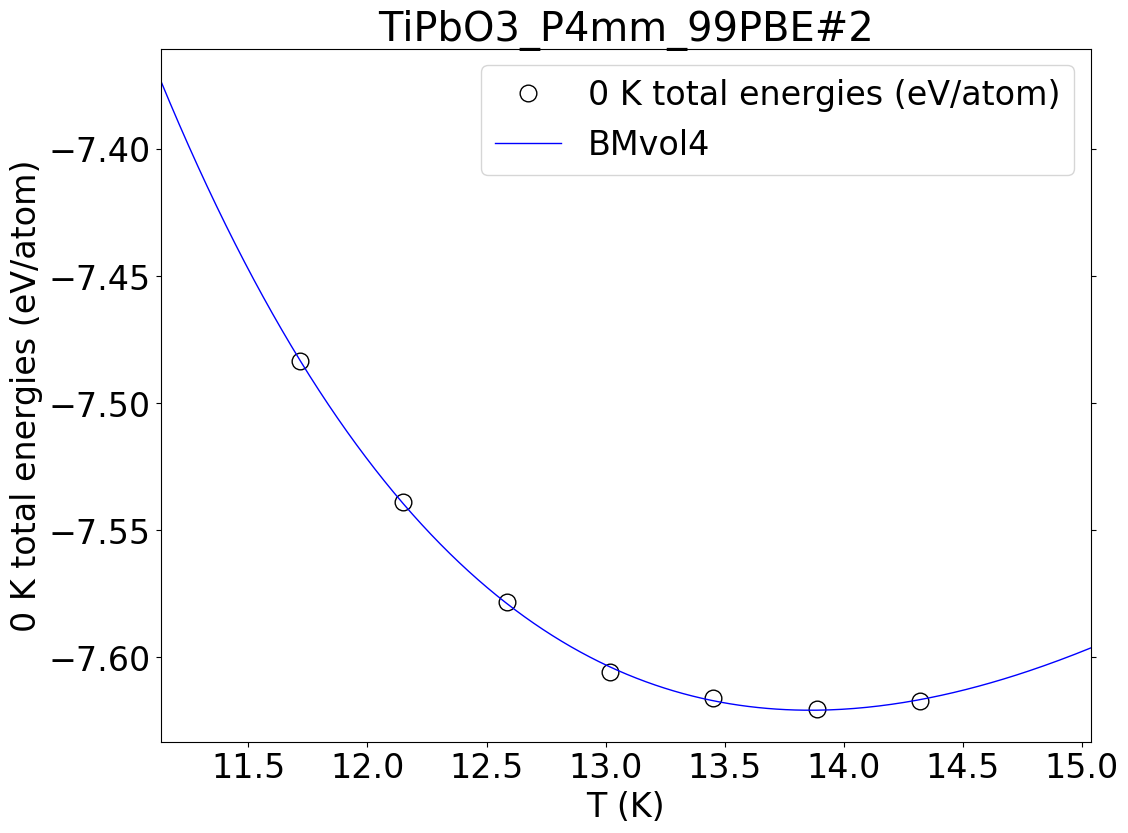 TiPbO3_P4mm_99PBE#2
0 K total energies (eV/atom)
BMvol4
0 K total energies (eV/atom)
−7.40
−7.45
−7.50
−7.55
−7.60
11.5 12.0 12.5 13.0 13.5 14.0 14.5 15.0
T (K)